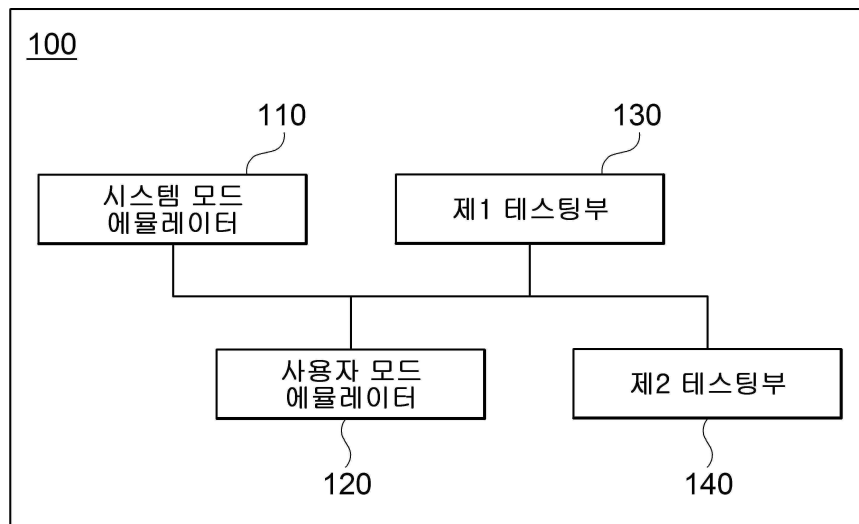 100
110
130
시스템 모드
에뮬레이터
제1 테스팅부
사용자 모드
에뮬레이터
제2 테스팅부
120
140